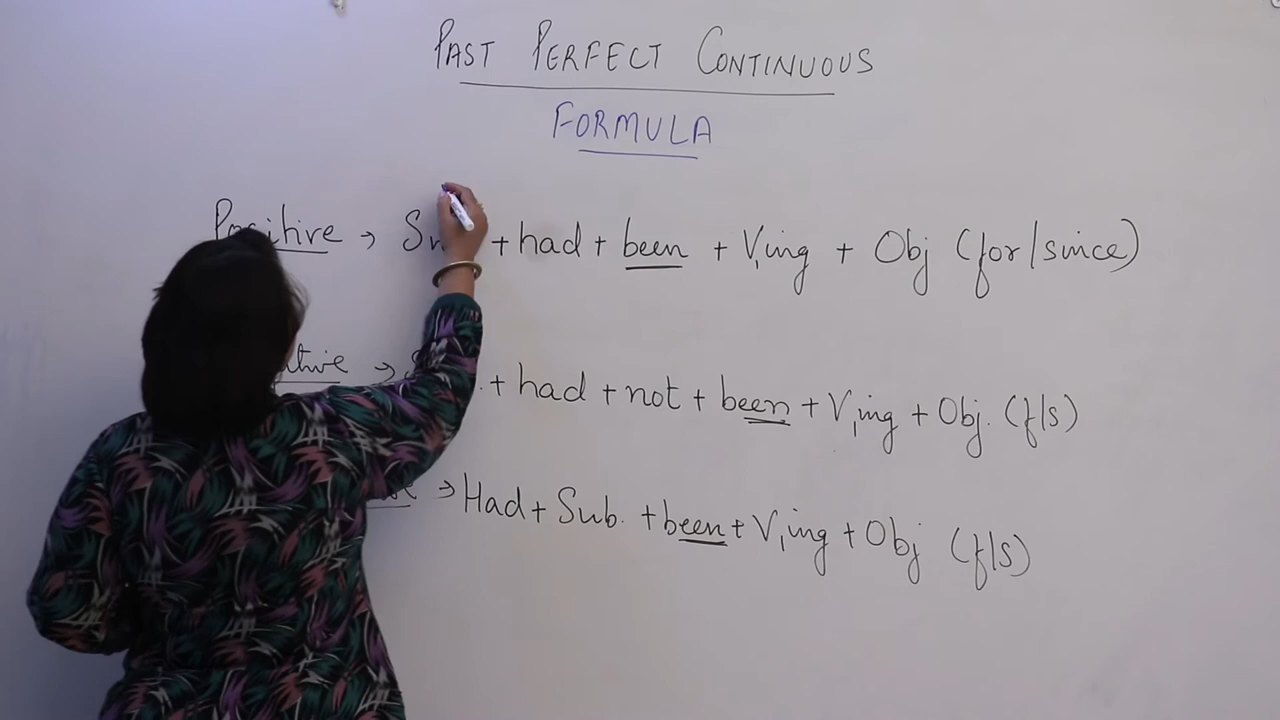 PAST PERFECT CONTINUOUS
FORMULA
Positive → + had + been + V₁ing + Obj (for/since)
→ + had + not + been + V₁ing + Obj. (f/s)
→ Had + Sub. + been + V₁ing + Obj (f/s)